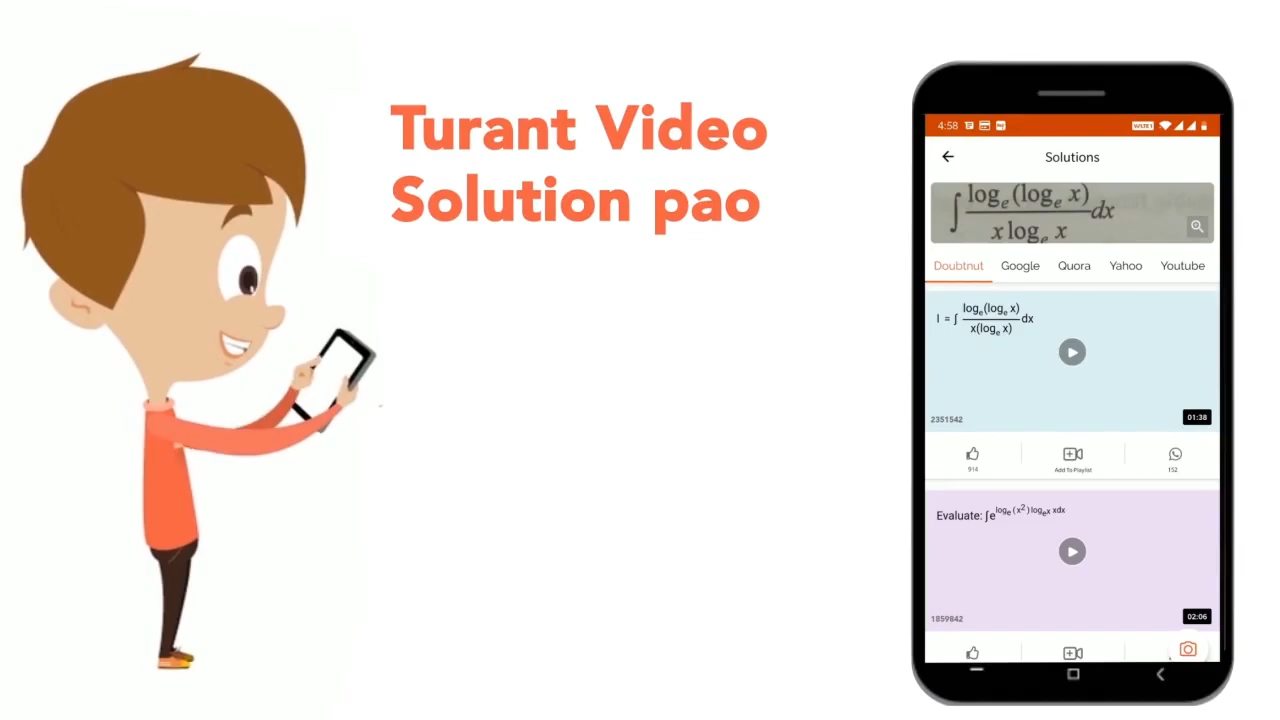 Turant Video
Solution pao
4:58
Solutions
∫ logₑ(logₑ x) / x logₑ x dx
Doubtnut Google Quora Yahoo Youtube
I = ∫ logₑ(logₑ x) / x(logₑ x) dx
2351542 01:38
914 Add To Playlist 152
Evaluate: ∫e^logₑ(x²)logₑx xdx
1859842 02:06